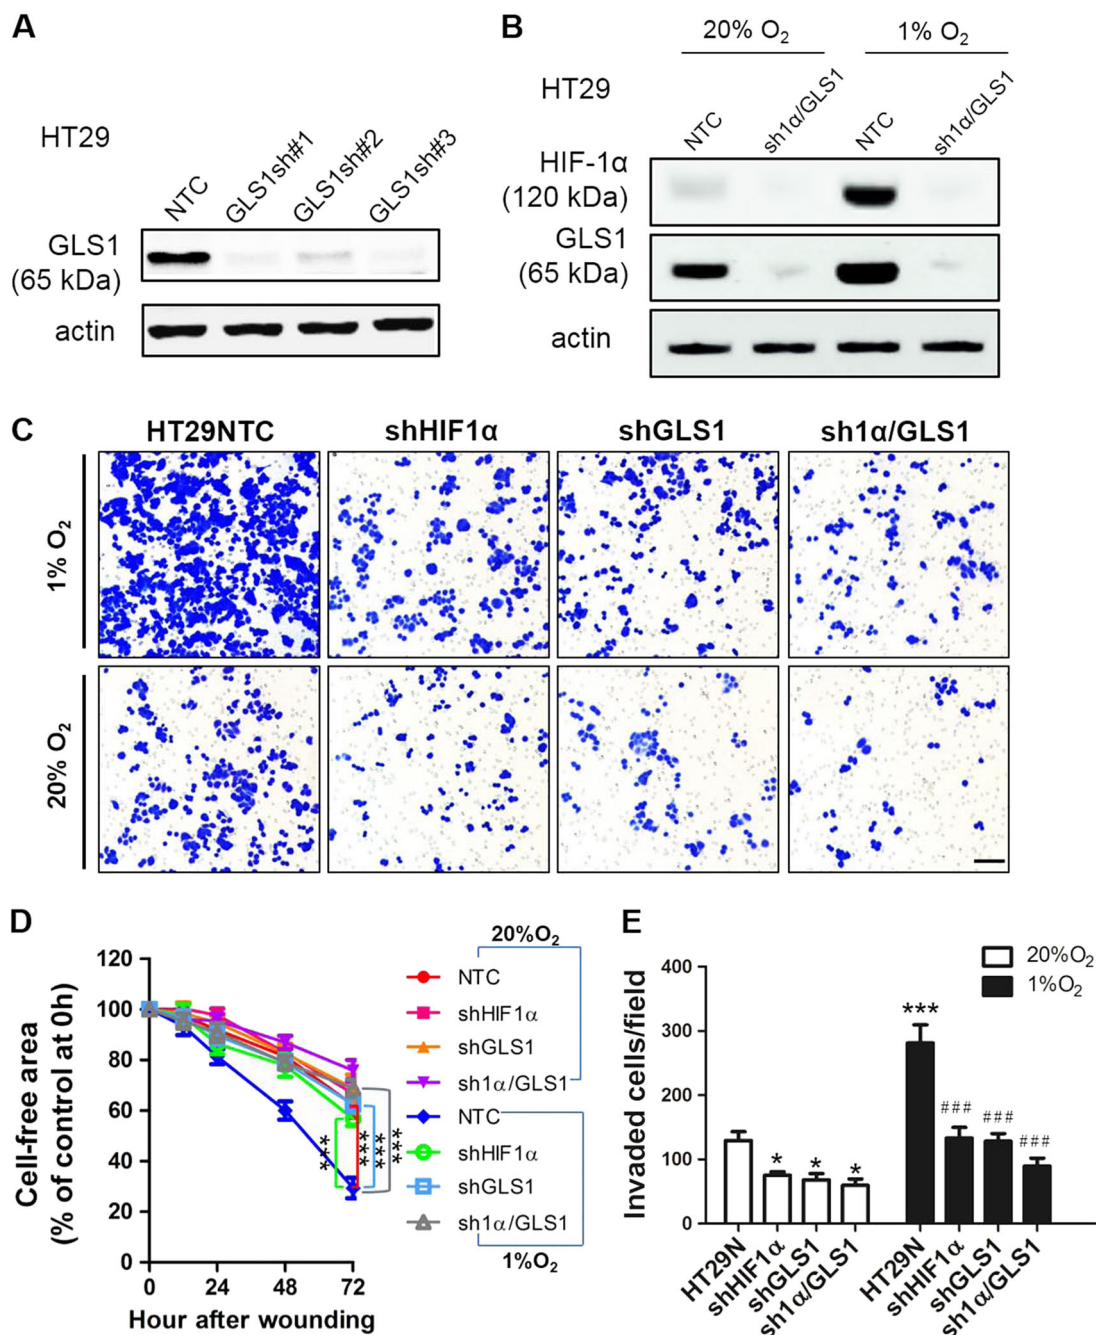 A
HT29
NTC
GLS1sh#1
GLS1sh#2
GLS1sh#3
GLS1
(65 kDa)
actin
B
20% O₂
1% O₂
HT29
NTC
sh1α/GLS1
NTC
sh1α/GLS1
HIF-1α
(120 kDa)
GLS1
(65 kDa)
actin
C
HT29NTC
shHIF1α
shGLS1
sh1α/GLS1
1% O₂
20% O₂
D
Cell-free area
(% of control at 0h)
120
100
80
60
40
20
0
0
24
48
72
Hour after wounding
***
***
***
***
20%O₂
NTC
shHIF1α
shGLS1
sh1α/GLS1
NTC
shHIF1α
shGLS1
sh1α/GLS1
1%O₂
E
20%O₂
1%O₂
Invaded cells/field
400
300
200
100
0
*
*
*
***
###
###
###
HT29N
shHIF1α
shGLS1
sh1α/GLS1
HT29N
shHIF1α
shGLS1
sh1α/GLS1